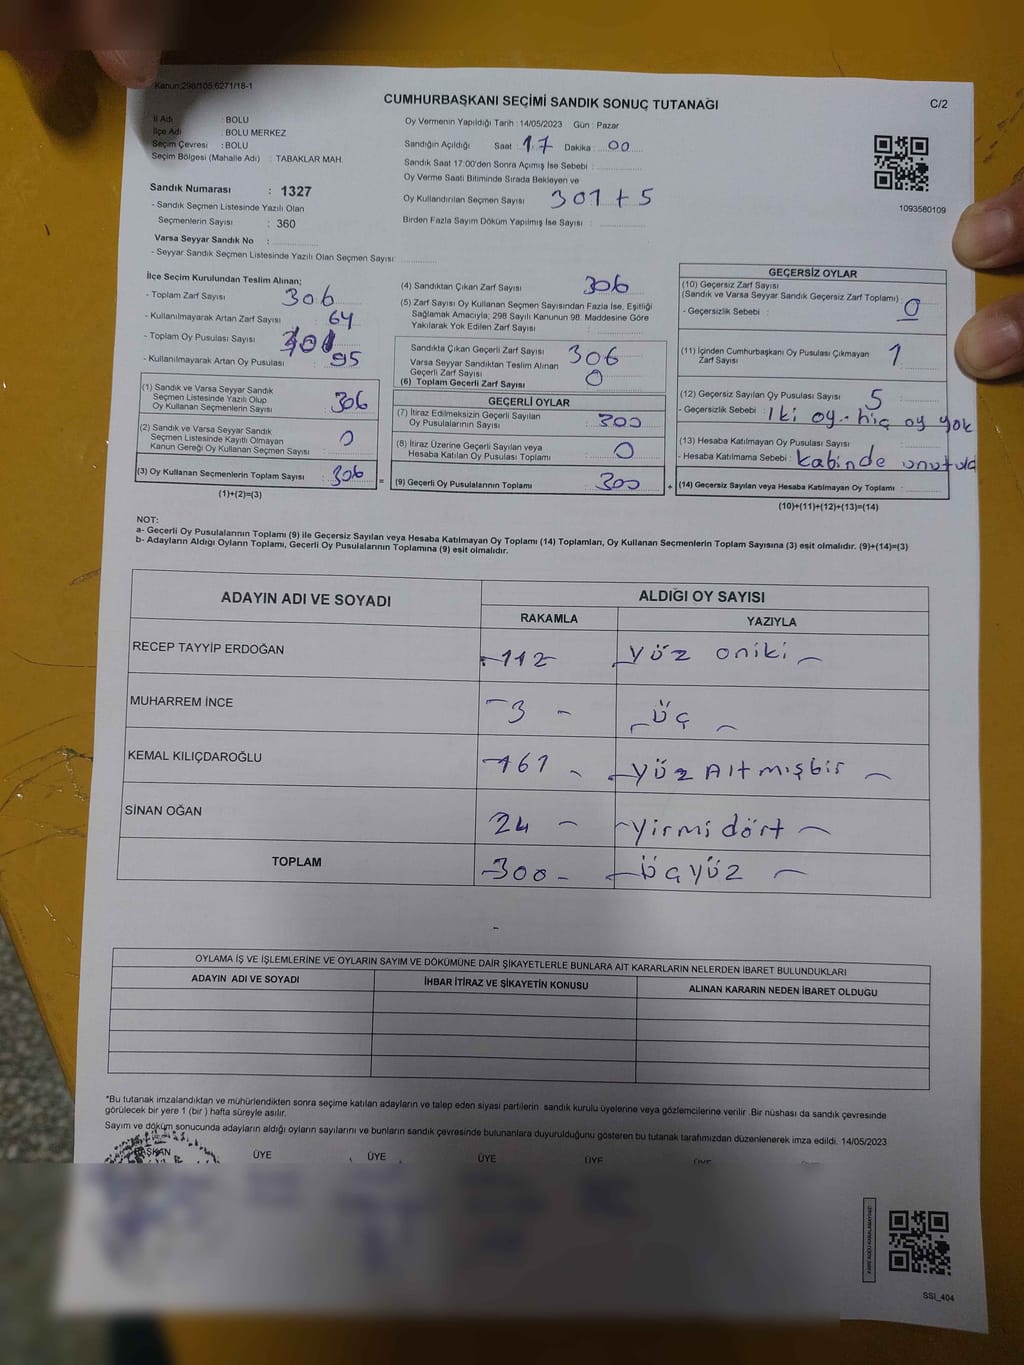 Kanun:298/105;6271/18-1
CUMHURBAŞKANI SEÇİMİ SANDIK SONUÇ TUTANAĞI
C/2
İl Adı : BOLU
İlçe Adı : BOLU MERKEZ
Seçim Çevresi : BOLU
Seçim Bölgesi (Mahalle Adı) : TABAKLAR MAH.
Sandık Numarası : 1327
- Sandık Seçmen Listesinde Yazılı Olan
Seçmenlerin Sayısı : 360
Varsa Seyyar Sandık No :
- Seyyar Sandık Seçmen Listesinde Yazılı Olan Seçmen Sayısı:
Oy Vermenin Yapıldığı Tarih : 14/05/2023 Gün : Pazar
Sandığın Açıldığı Saat : 17 Dakika : 00
Sandık Saat 17:00'den Sonra Açımış İse Sebebi :
Oy Verme Saati Bitiminde Sırada Bekleyen ve
Oy Kullandırılan Seçmen Sayısı 301 + 5
Birden Fazla Sayım Döküm Yapılmış İse Sayısı :
1093580109
İlçe Seçim Kurulundan Teslim Alınan;
- Toplam Zarf Sayısı 306
- Kullanılmayarak Artan Zarf Sayısı : 64
- Toplam Oy Pusulası Sayısı :
- Kullanılmayarak Artan Oy Pusulası : 95
(1) Sandık ve Varsa Seyyar Sandık
Seçmen Listesinde Yazılı Olup
Oy Kullanan Seçmenlerin Sayısı : 306
(2) Sandık ve Varsa Seyyar Sandık
Seçmen Listesinde Kayıtlı Olmayan
Kanun Gereği Oy Kullanan Seçmen Sayısı : 0
(3) Oy Kullanan Seçmenlerin Toplam Sayısı : 306
(1)+(2)=(3)
(4) Sandıktan Çıkan Zarf Sayısı : 306
(5) Zarf Sayısı Oy Kullanan Seçmen Sayısından Fazla İse, Eşitliği
Sağlamak Amacıyla; 298 Sayılı Kanunun 98. Maddesine Göre
Yakılarak Yok Edilen Zarf Sayısı :
Sandıkta Çıkan Geçerli Zarf Sayısı : 306
Varsa Seyyar Sandıktan Teslim Alınan
Geçerli Zarf Sayısı : 0
(6) Toplam Geçerli Zarf Sayısı :
GEÇERLİ OYLAR
(7) İtiraz Edilmeksizin Geçerli Sayılan
Oy Pusulalarının Sayısı : 300
(8) İtiraz Üzerine Geçerli Sayılan veya
Hesaba Katılan Oy Pusulası Toplamı : 0
= (9) Geçerli Oy Pusulalarının Toplamı : 300 +
GEÇERSİZ OYLAR
(10) Geçersiz Zarf Sayısı
(Sandık ve Varsa Seyyar Sandık Geçersiz Zarf Toplamı) : 0
- Geçersizlik Sebebi :
(11) İçinden Cumhurbaşkanı Oy Pusulası Çıkmayan
Zarf Sayısı : 1
(12) Geçersiz Sayılan Oy Pusulası Sayısı : 5
- Geçersizlik Sebebi : İki oy - hiç oy yok
(13) Hesaba Katılmayan Oy Pusulası Sayısı :
- Hesaba Katılmama Sebebi : kabinde
(14) Geçersiz Sayılan veya Hesaba Katılmayan Oy Toplamı :
(10)+(11)+(12)+(13)=(14)
NOT:
a- Geçerli Oy Pusulalarının Toplamı (9) ile Geçersiz Sayılan veya Hesaba Katılmayan Oy Toplamı (14) Toplamları, Oy Kullanan Seçmenlerin Toplam Sayısına (3) eşit olmalıdır. (9)+(14)=(3)
b- Adayların Aldığı Oyların Toplamı, Geçerli Oy Pusulalarının Toplamına (9) eşit olmalıdır.
ADAYIN ADI VE SOYADI ALDIĞI OY SAYISI
RAKAMLA YAZIYLA
RECEP TAYYİP ERDOĞAN -112 - yüz oniki -
MUHARREM İNCE -3- - üç -
KEMAL KILIÇDAROĞLU -161- - yüz Altmışbir -
SİNAN OĞAN 24- - yirmi dört -
TOPLAM -300- - üçyüz -
OYLAMA İŞ VE İŞLEMLERİNE VE OYLARIN SAYIM VE DÖKÜMÜNE DAİR ŞİKAYETLERLE BUNLARA AİT KARARLARIN NELERDEN İBARET BULUNDUKLARI
ADAYIN ADI VE SOYADI İHBAR İTİRAZ VE ŞİKAYETİN KONUSU ALINAN KARARIN NEDEN İBARET OLDUĞU
*Bu tutanak imzalandıktan ve mühürlendikten sonra seçime katılan adayların ve talep eden siyasi partilerin sandık kurulu üyelerine veya gözlemcilerine verilir .Bir nüshası da sandık çevresinde
görülecek bir yere 1 (bir ) hafta süreyle asılır.
Sayım ve döküm sonucunda adayların aldığı oyların sayılarını ve bunların sandık çevresinde bulunanlara duyurulduğunu gösteren bu tutanak tarafımızdan düzenlenerek imza edildi. 14/05/2023
BAŞKAN ÜYE ÜYE ÜYE ÜYE ÜYE
SSİ_404